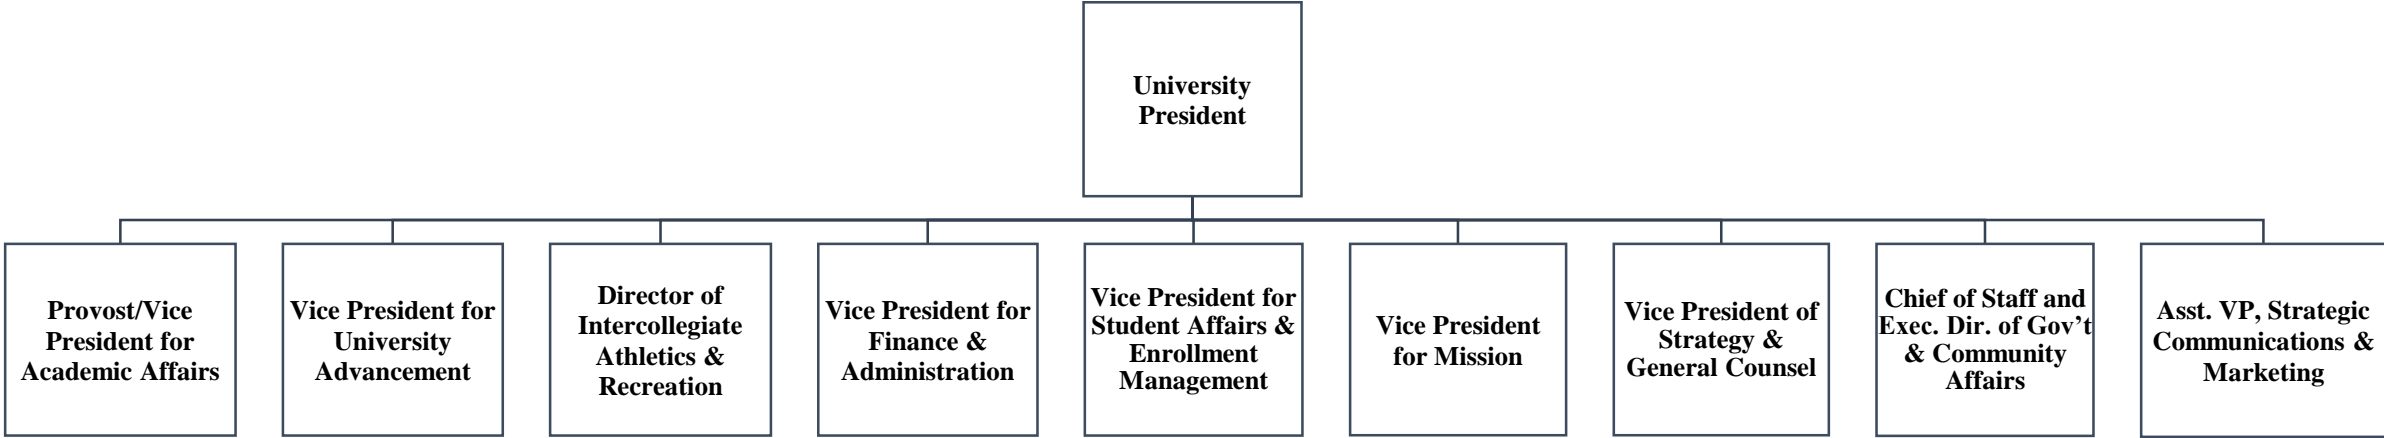 University
President
Provost/Vice
President for
Academic Affairs
Vice President for
University
Advancement
Director of
Intercollegiate
Athletics &
Recreation
Vice President for
Finance &
Administration
Vice President for
Student Affairs &
Enrollment
Management
Vice President
for Mission
Vice President of
Strategy &
General Counsel
Chief of Staff and
Exec. Dir. of Gov’t
& Community
Affairs
Asst. VP, Strategic
Communications &
Marketing